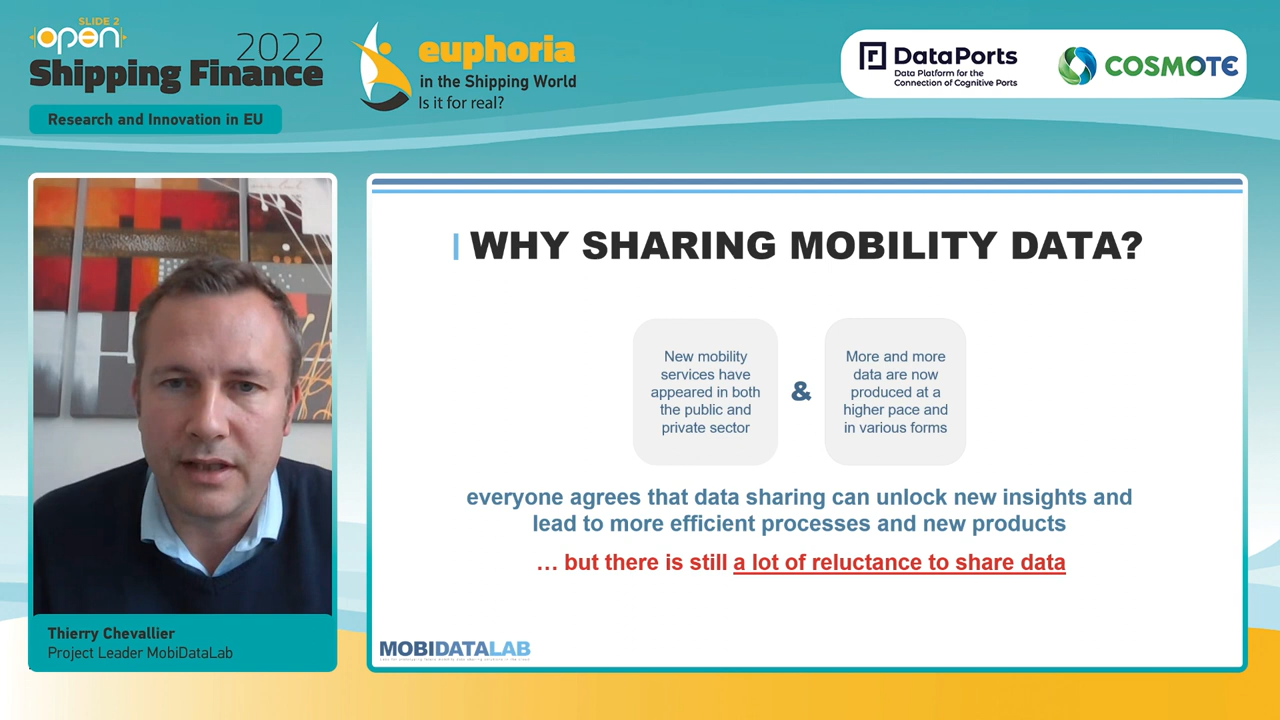 SLIDE 2
open
2022
Shipping Finance
Research and Innovation in EU
euphoria
in the Shipping World
Is it for real?
DataPorts
Data Platform for the
Connection of Cognitive Ports
COSMOTE
WHY SHARING MOBILITY DATA?
New mobility
services have
appeared in both
the public and
private sector
&
More and more
data are now
produced at a
higher pace and
in various forms
everyone agrees that data sharing can unlock new insights and
lead to more efficient processes and new products
… but there is still a lot of reluctance to share data
MOBIDATALAB
Thierry Chevallier
Project Leader MobiDataLab